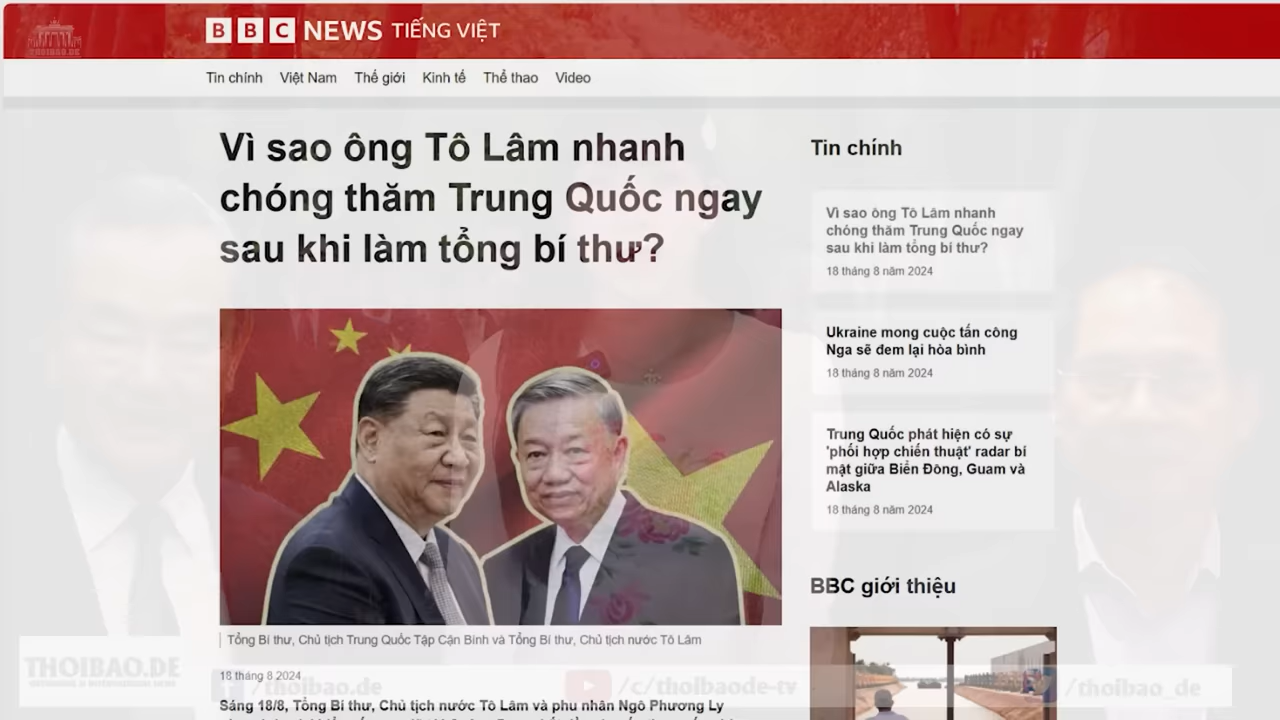 BBC NEWS TIẾNG VIỆT
THOIBAO.DE
Tin chính Việt Nam Thế giới Kinh tế Thể thao Video
Vì sao ông Tô Lâm nhanh
chóng thăm Trung Quốc ngay
sau khi làm tổng bí thư?
Tổng Bí thư, Chủ tịch Trung Quốc Tập Cận Bình và Tổng Bí thư, Chủ tịch nước Tô Lâm
18 tháng 8 2024
Sáng 18/8, Tổng Bí thư, Chủ tịch nước Tô Lâm và phu nhân Ngô Phương Ly
Tin chính
Vì sao ông Tô Lâm nhanh
chóng thăm Trung Quốc ngay
sau khi làm tổng bí thư?
18 tháng 8 năm 2024
Ukraine mong cuộc tấn công
Nga sẽ đem lại hòa bình
18 tháng 8 năm 2024
Trung Quốc phát hiện có sự
'phối hợp chiến thuật' radar bí
mật giữa Biển Đông, Guam và
Alaska
18 tháng 8 năm 2024
BBC giới thiệu
THOIBAO.DE
/thoibao.de
/c/thoibaode-tv
/thoibao_de